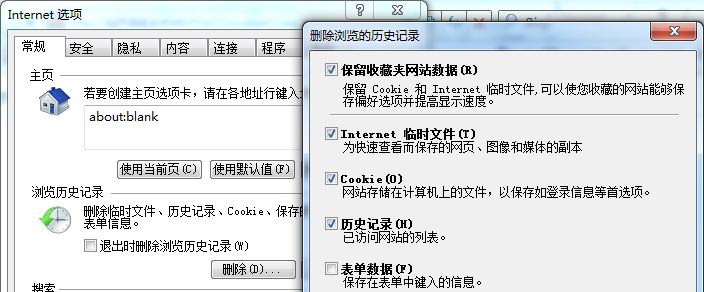 Internet 选项
常规
安全
隐私
内容
连接
程序
主页
若要创建主页选项卡，请在各地址行键入
about:blank
使用当前页(C)
使用默认值(F)
浏览历史记录
删除临时文件、历史记录、Cookie、保存的
表单信息。
退出时删除浏览历史记录(W)
删除(D)...
搜索
删除浏览的历史记录
保留收藏夹网站数据(R)
保留 Cookie 和 Internet 临时文件,可以使您收藏的网站能够保
存偏好选项并提高显示速度。
Internet 临时文件(T)
为快速查看而保存的网页、图像和媒体的副本
Cookie(O)
网站存储在计算机上的文件，以保存如登录信息等首选项。
历史记录(H)
已访问网站的列表。
表单数据(F)
保存在表单中键入的信息。